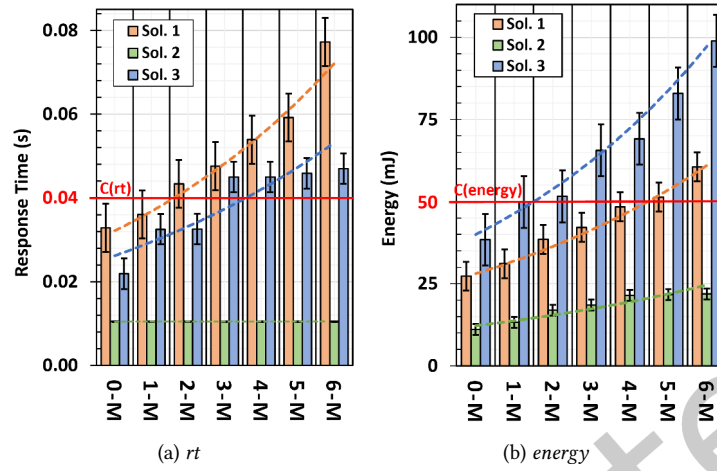 Response Time (s)
0.08
0.06
0.04
0.02
0.00
Sol. 1
Sol. 2
Sol. 3
C(rt)
0-M
1-M
2-M
3-M
4-M
5-M
6-M
(a) rt
Energy (mJ)
100
75
50
25
0
Sol. 1
Sol. 2
Sol. 3
C(energy)
0-M
1-M
2-M
3-M
4-M
5-M
6-M
(b) energy